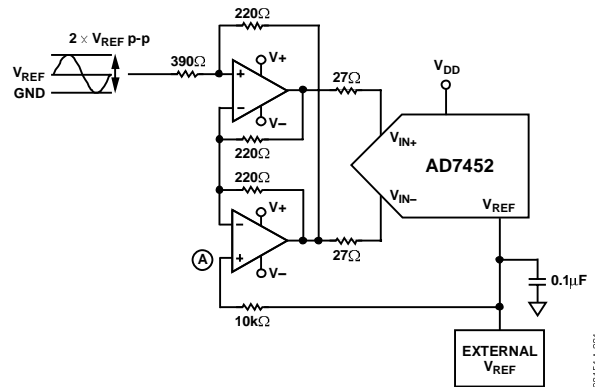 2 × VREF p-p
VREF
GND
390Ω
220Ω
V+
+
–
V–
220Ω
27Ω
VDD
VIN+
AD7452
VIN–
VREF
220Ω
V+
–
+
V–
A
27Ω
10kΩ
0.1μF
EXTERNAL
VREF